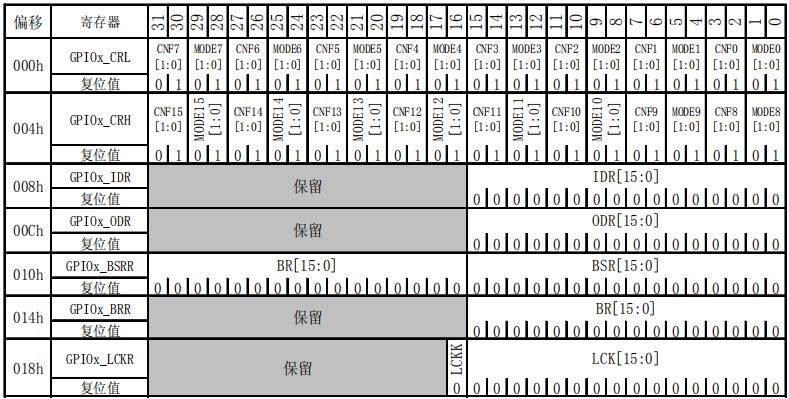 偏移 寄存器 31 30 29 28 27 26 25 24 23 22 21 20 19 18 17 16 15 14 13 12 11 10 9 8 7 6 5 4 3 2 1 0
000h GPIOx_CRL CNF7 MODE7 CNF6 MODE6 CNF5 MODE5 CNF4 MODE4 CNF3 MODE3 CNF2 MODE2 CNF1 MODE1 CNF0 MODE0
[1:0] [1:0] [1:0] [1:0] [1:0] [1:0] [1:0] [1:0] [1:0] [1:0] [1:0] [1:0] [1:0] [1:0] [1:0] [1:0]
复位值 0 1 0 1 0 1 0 1 0 1 0 1 0 1 0 1 0 1 0 1 0 1 0 1 0 1 0 1 0 1 0 1
004h GPIOx_CRH CNF15 MODE15 CNF14 MODE14 CNF13 MODE13 CNF12 MODE12 CNF11 MODE11 CNF10 MODE10 CNF9 MODE9 CNF8 MODE8
[1:0] [1:0] [1:0] [1:0] [1:0] [1:0] [1:0] [1:0] [1:0] [1:0] [1:0] [1:0] [1:0] [1:0] [1:0] [1:0]
复位值 0 1 0 1 0 1 0 1 0 1 0 1 0 1 0 1 0 1 0 1 0 1 0 1 0 1 0 1 0 1 0 1
008h GPIOx_IDR 保留 IDR[15:0]
复位值 0 0 0 0 0 0 0 0 0 0 0 0 0 0 0 0
00Ch GPIOx_ODR 保留 ODR[15:0]
复位值 0 0 0 0 0 0 0 0 0 0 0 0 0 0 0 0
010h GPIOx_BSRR BR[15:0] BSR[15:0]
复位值 0 0 0 0 0 0 0 0 0 0 0 0 0 0 0 0 0 0 0 0 0 0 0 0 0 0 0 0 0 0 0 0
014h GPIOx_BRR 保留 BR[15:0]
复位值 0 0 0 0 0 0 0 0 0 0 0 0 0 0 0 0
018h GPIOx_LCKR 保留 LCKK LCK[15:0]
复位值 0 0 0 0 0 0 0 0 0 0 0 0 0 0 0 0 0